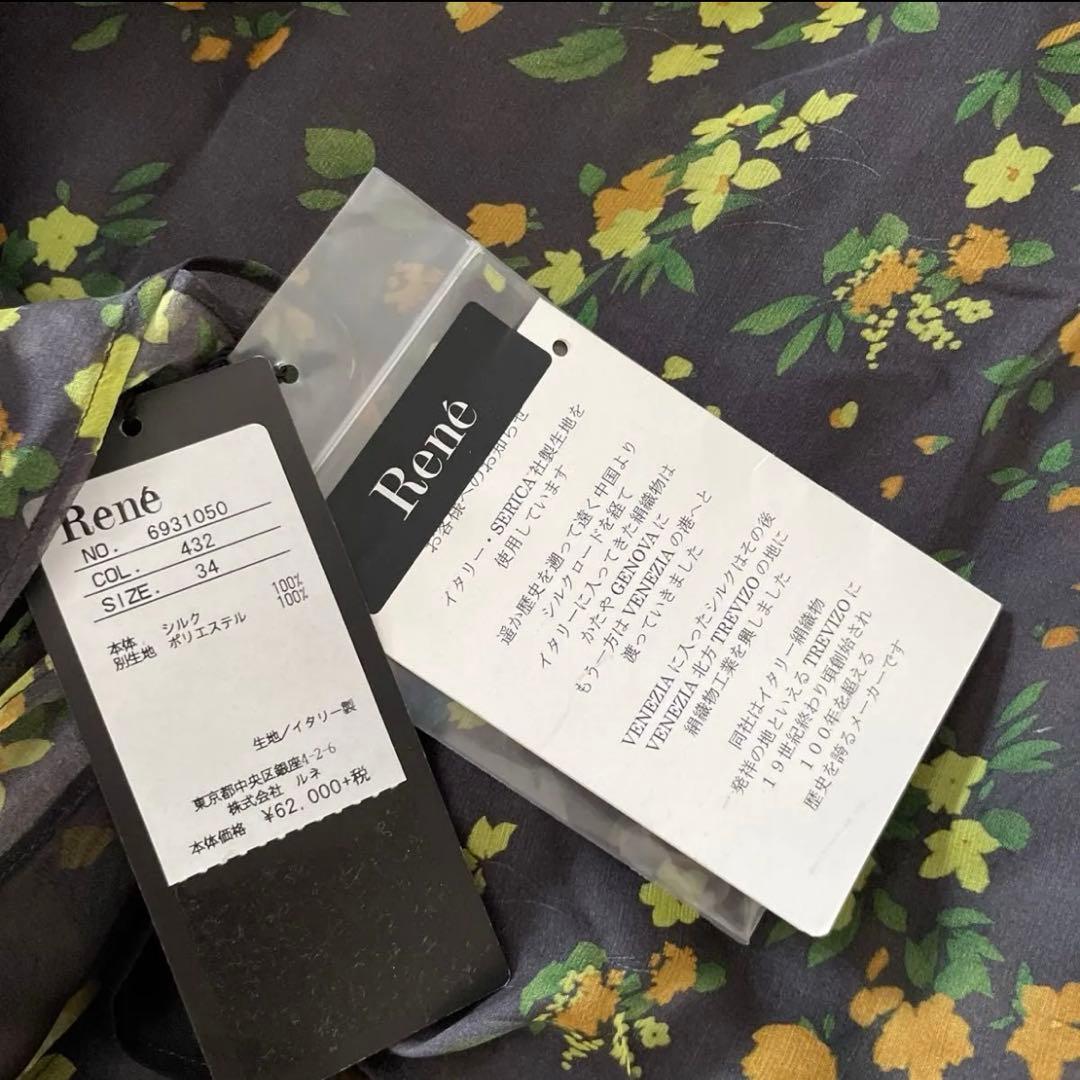 René
NO. 6931050
COL. 432
SIZE. 34
本体 シルク 100%
別生地 ポリエステル 100%
生地/イタリー製
東京都中央区銀座4-2-6
株式会社 ルネ
本体価格 ¥62,000+税
René
お客様へのお知らせ
イタリー・SERICA社製生地を
使用しています
遥か歴史を遡って遠く中国より
シルクロードを経て
イタリーに入ってきた絹織物は
かたやGENOVAに
もう一方はVENEZIAの港へと
渡っていきました
VENEZIAに入ったシルクはその後
VENEZIA北方TREVIZOの地に
絹織物工業を興しました
同社はイタリー絹織物
発祥の地といえるTREVIZOに
19世紀終わり頃創始され
100年を超える
歴史を誇るメーカーです